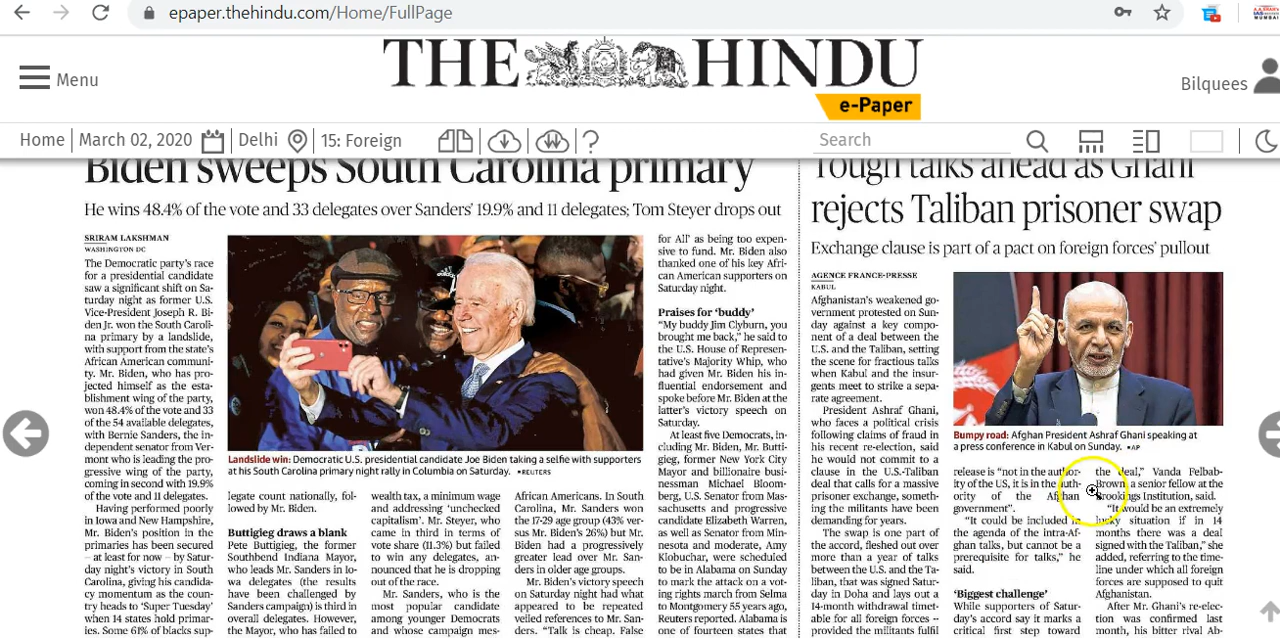 epaper.thehindu.com/Home/FullPage
Menu
THE HINDU
e-Paper
Bilquees
Home | March 02, 2020 | Delhi | 15: Foreign
Search
Biden sweeps South Carolina primary
He wins 48.4% of the vote and 33 delegates over Sanders' 19.9% and 11 delegates; Tom Steyer drops out
SRIRAM LAKSHMAN
WASHINGTON DC
The Democratic party's race
for a presidential candidate
saw a significant shift on Sa-
turday night as former U.S.
Vice-President Joseph R. Bi-
den Jr. won the South Caroli-
na primary by a landslide,
with support from the state's
African American communi-
ty. Mr. Biden, who has pro-
jected himself as the esta-
blishment wing of the party,
won 48.4% of the vote and 33
of the 54 available delegates,
with Bernie Sanders, the in-
dependent senator from Ver-
mont who is leading the pro-
gressive wing of the party,
coming in second with 19.9%
of the vote and 11 delegates.
Having performed poorly
in Iowa and New Hampshire,
Mr. Biden's position in the
primaries has been secured
– at least for now – by Satur-
day night's victory in South
Carolina, giving his candida-
cy momentum as the coun-
try heads to 'Super Tuesday'
when 14 states hold primar-
ies. Some 61% of blacks sup-
Landslide win: Democratic U.S. presidential candidate Joe Biden taking a selfie with supporters
at his South Carolina primary night rally in Columbia on Saturday. ▪REUTERS
legate count nationally, fol-
lowed by Mr. Biden.
Buttigieg draws a blank
Pete Buttigieg, the former
Southbend Indiana Mayor,
who leads Mr. Sanders in Io-
wa delegates (the results
have been challenged by
Sanders campaign) is third in
overall delegates. However,
the Mayor, who has failed to
wealth tax, a minimum wage
and addressing 'unchecked
capitalism'. Mr. Steyer, who
came in third in terms of
vote share (11.3%) but failed
to win any delegates, an-
nounced that he is dropping
out of the race.
Mr. Sanders, who is the
most popular candidate
among younger Democrats
and whose campaign mes-
African Americans. In South
Carolina, Mr. Sanders won
the 17-29 age group (43% ver-
sus Mr. Biden's 26%) but Mr.
Biden had a progressively
greater lead over Mr. San-
ders in older age groups.
Mr. Biden's victory speech
on Saturday night had what
appeared to be repeated
veiled references to Mr. San-
ders. "Talk is cheap. False
for All' as being too expen-
sive to fund. Mr. Biden also
thanked one of his key Afri-
can American supporters on
Saturday night.
Praises for 'buddy'
"My buddy Jim Clyburn, you
brought me back," he said to
the U.S. House of Represen-
tative's Majority Whip, who
had given Mr. Biden his in-
fluential endorsement and
spoke before Mr. Biden at the
latter's victory speech on
Saturday.
At least five Democrats, in-
cluding Mr. Biden, Mr. Butti-
gieg, former New York City
Mayor and billionaire busi-
nessman Michael Bloom-
berg, U.S. Senator from Mas-
sachusetts and progressive
candidate Elizabeth Warren,
as well as Senator from Min-
nesota and moderate, Amy
Klobuchar, were scheduled
to be in Alabama on Sunday
to mark the attack on a vot-
ing rights march from Selma
to Montgomery 55 years ago,
Reuters reported. Alabama is
one of fourteen states that
Tough talks ahead as Ghani
rejects Taliban prisoner swap
Exchange clause is part of a pact on foreign forces' pullout
AGENCE FRANCE-PRESSE
KABUL
Afghanistan's weakened go-
vernment protested on Sun-
day against a key compo-
nent of a deal between the
U.S. and the Taliban, setting
the scene for fractious talks
when Kabul and the insur-
gents meet to strike a sepa-
rate agreement.
President Ashraf Ghani,
who faces a political crisis
following claims of fraud in
his recent re-election, said
he would not commit to a
clause in the U.S.-Taliban
deal that calls for a massive
prisoner exchange, someth-
ing the militants have been
demanding for years.
The swap is one part of
the accord, fleshed out over
more than a year of talks
between the U.S. and the Ta-
liban, that was signed Satur-
day in Doha and lays out a
14-month withdrawal timet-
able for all foreign forces –
provided the militants fulfil
Bumpy road: Afghan President Ashraf Ghani speaking at
a press conference in Kabul on Sunday. ▪AP
release is "not in the author-
ity of the US, it is in the auth-
ority of the Afghan
government".
"It could be included in
the agenda of the intra-Af-
ghan talks, but cannot be a
prerequisite for talks," he
said.
'Biggest challenge'
While supporters of Satur-
day's accord say it marks a
critical first step toward
the deal," Vanda Felbab-
Brown, a senior fellow at the
Brookings Institution, said.
"It would be an extremely
lucky situation if in 14
months there was a deal
signed with the Taliban," she
added, referring to the time-
line under which all foreign
forces are supposed to quit
Afghanistan.
After Mr. Ghani's re-elec-
tion was confirmed last
month, his bitter rival Ab-